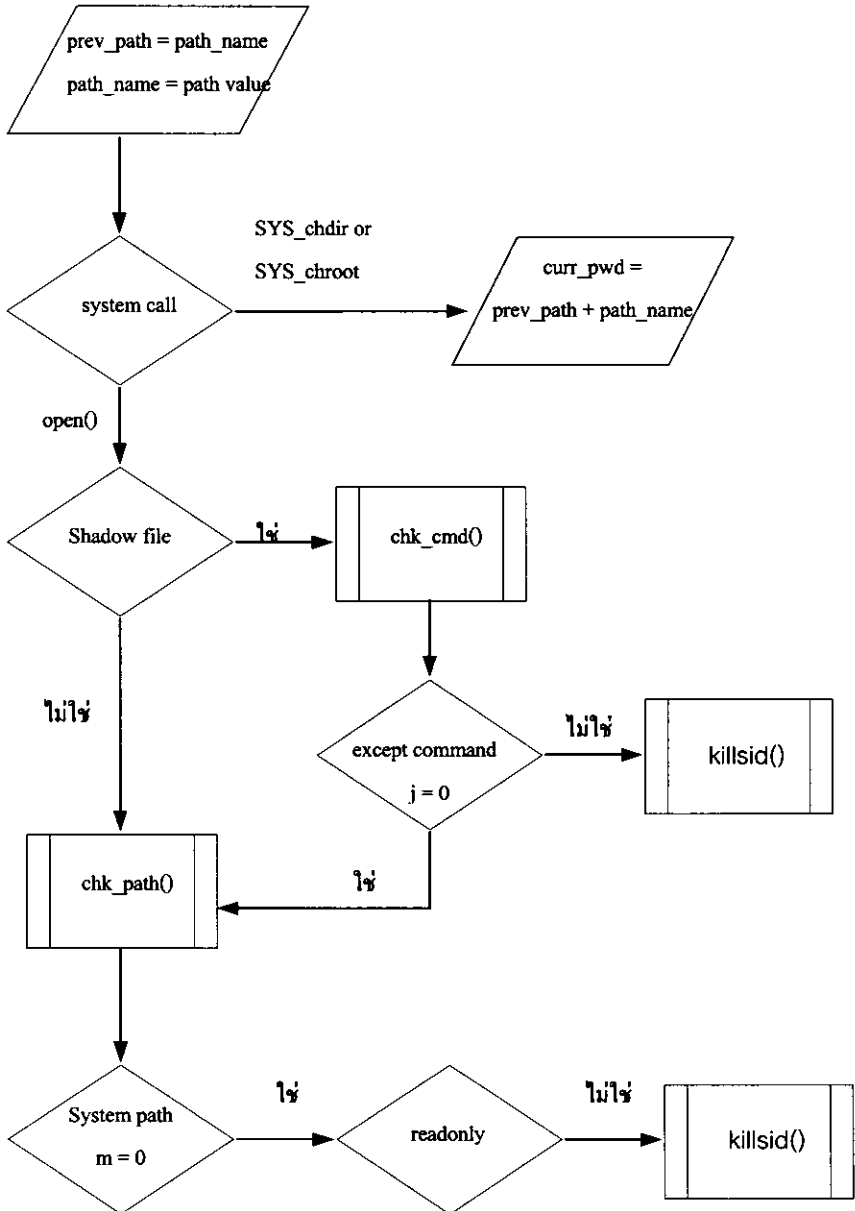 prev_path = path_name
path_name = path value
SYS_chdir or
SYS_chroot
system call
curr_pwd =
prev_path + path_name
open()
Shadow file
ใช่
chk_cmd()
ไม่ใช่
except command
j = 0
ไม่ใช่
killsid()
chk_path()
ใช่
System path
m = 0
ใช่
readonly
ไม่ใช่
killsid()